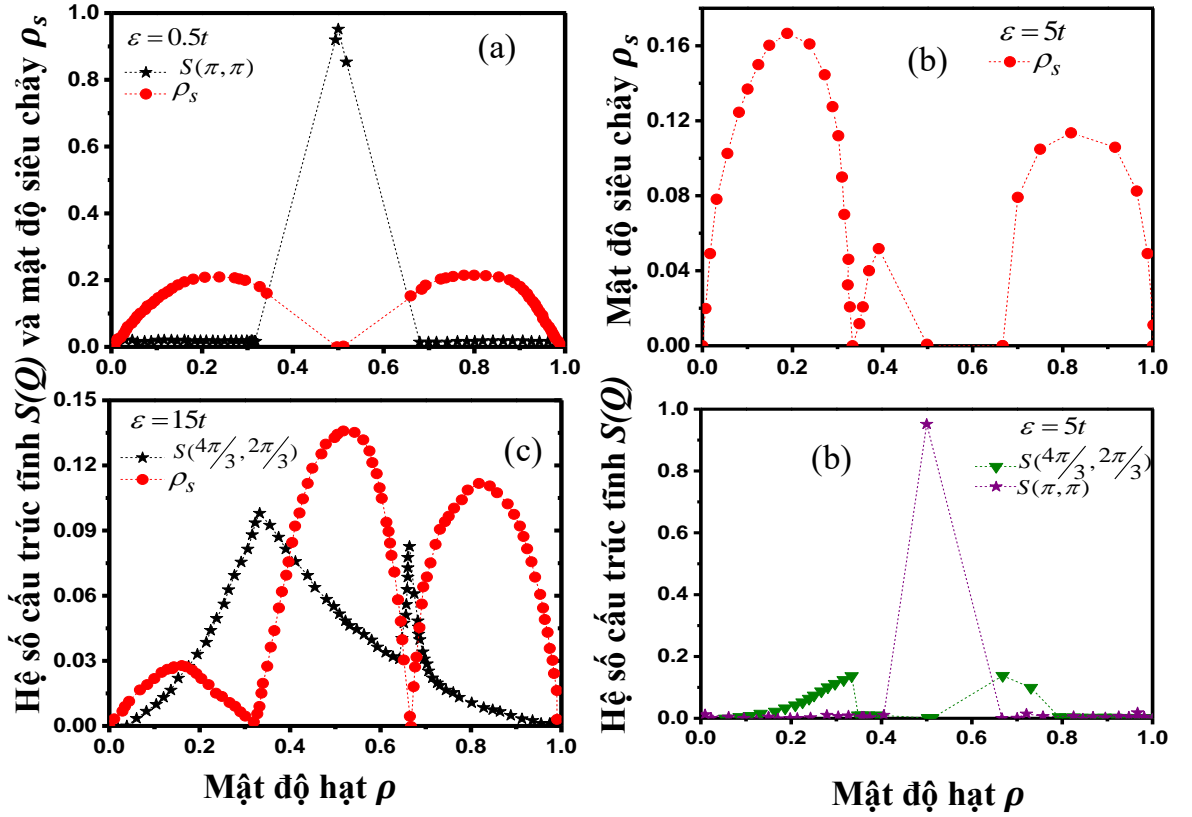 Hệ số cấu trúc tĩnh S(Q) và mật độ siêu chảy ρs
1.0
0.8
0.6
0.4
0.2
0.0
ε = 0.5t
S(π,π)
ρs
(a)
0.0 0.2 0.4 0.6 0.8 1.0
Mật độ siêu chảy ρs
0.16
0.12
0.08
0.04
0.00
(b)
ε = 5t
ρs
0.0 0.2 0.4 0.6 0.8 1.0
0.15
0.12
0.09
0.06
0.03
0.00
ε = 15t
S(4π/3, 2π/3)
ρs
(c)
0.0 0.2 0.4 0.6 0.8 1.0
Mật độ hạt ρ
Hệ số cấu trúc tĩnh S(Q)
1.0
0.8
0.6
0.4
0.2
0.0
(b)
ε = 5t
S(4π/3, 2π/3)
S(π,π)
0.0 0.2 0.4 0.6 0.8 1.0
Mật độ hạt ρ